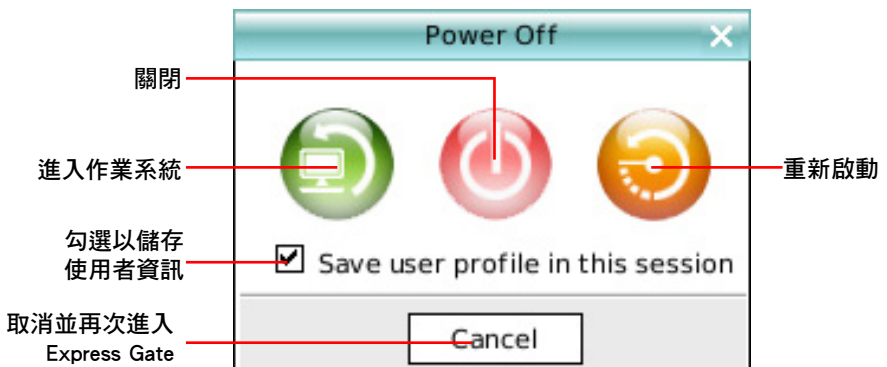 Power Off
關閉
進入作業系統
重新啟動
勾選以儲存
使用者資訊
Save user profile in this session
取消並再次進入
Express Gate
Cancel